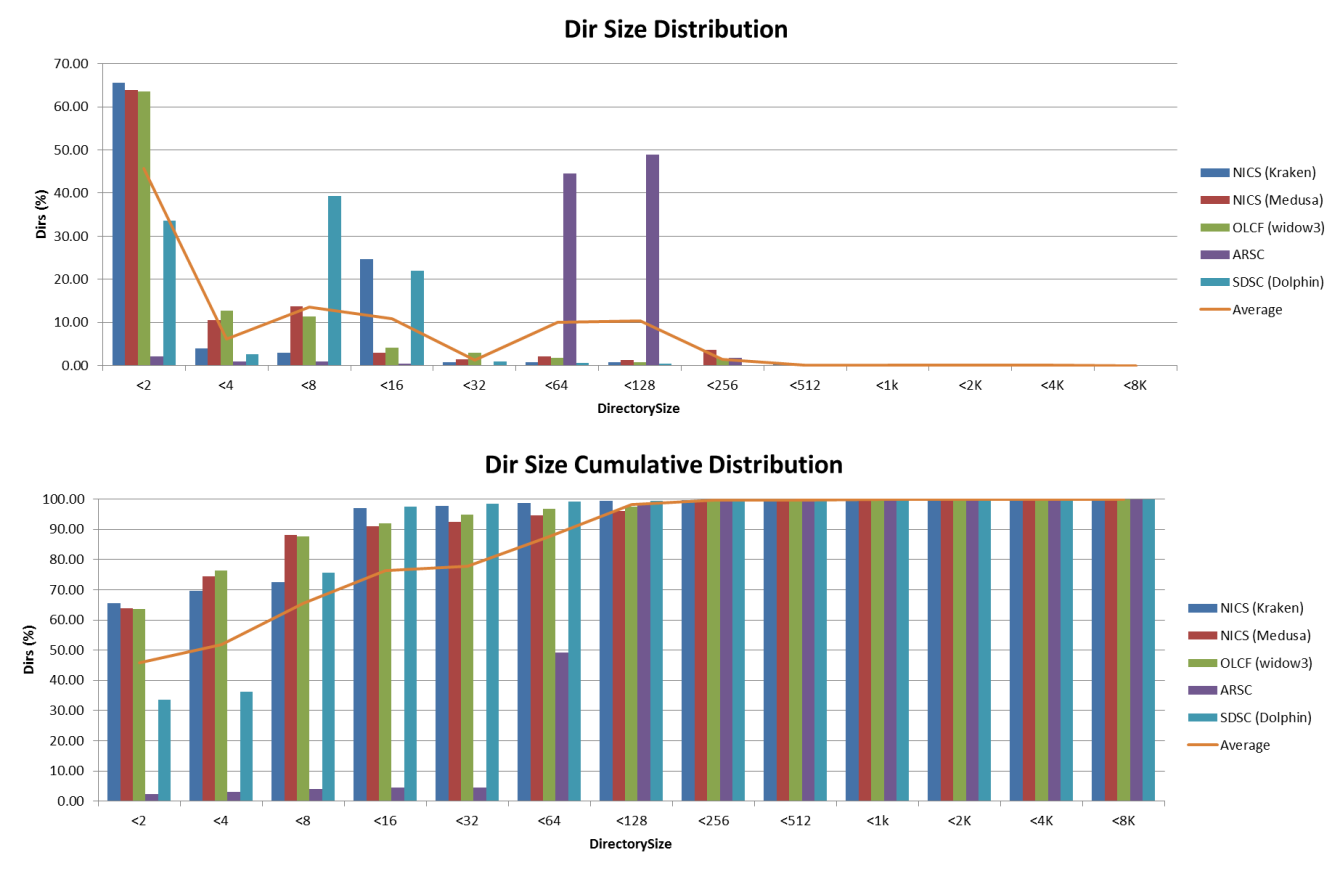 Dir Size Distribution
70.00
60.00
50.00
40.00
30.00
20.00
10.00
0.00
Dirs (%)
<2 <4 <8 <16 <32 <64 <128 <256 <512 <1k <2K <4K <8K
DirectorySize
NICS (Kraken)
NICS (Medusa)
OLCF (widow3)
ARSC
SDSC (Dolphin)
Average
Dir Size Cumulative Distribution
100.00
90.00
80.00
70.00
60.00
50.00
40.00
30.00
20.00
10.00
0.00
Dirs (%)
<2 <4 <8 <16 <32 <64 <128 <256 <512 <1k <2K <4K <8K
DirectorySize
NICS (Kraken)
NICS (Medusa)
OLCF (widow3)
ARSC
SDSC (Dolphin)
Average